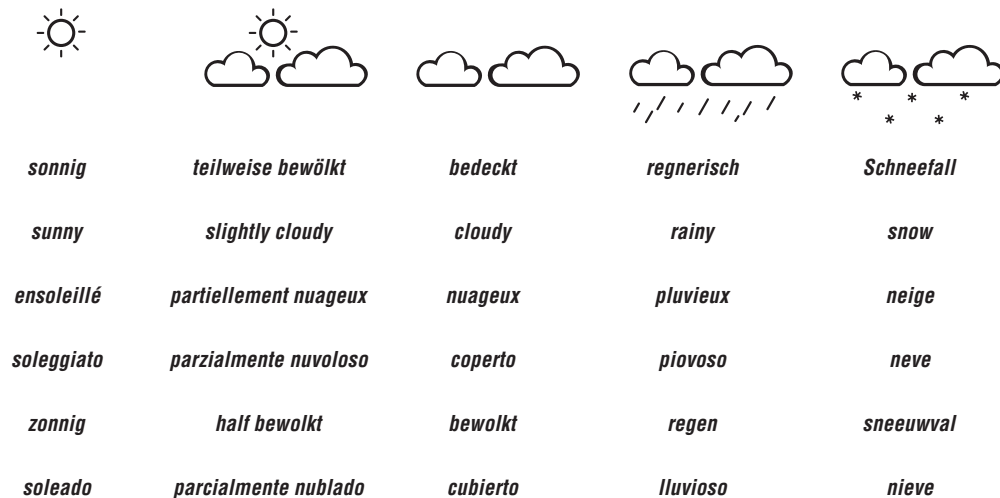 sonnig teilweise bewölkt bedeckt regnerisch Schneefall
sunny slightly cloudy cloudy rainy snow
ensoleillé partiellement nuageux nuageux pluvieux neige
soleggiato parzialmente nuvoloso coperto piovoso neve
zonnig half bewolkt bewolkt regen sneeuwval
soleado parcialmente nublado cubierto lluvioso nieve